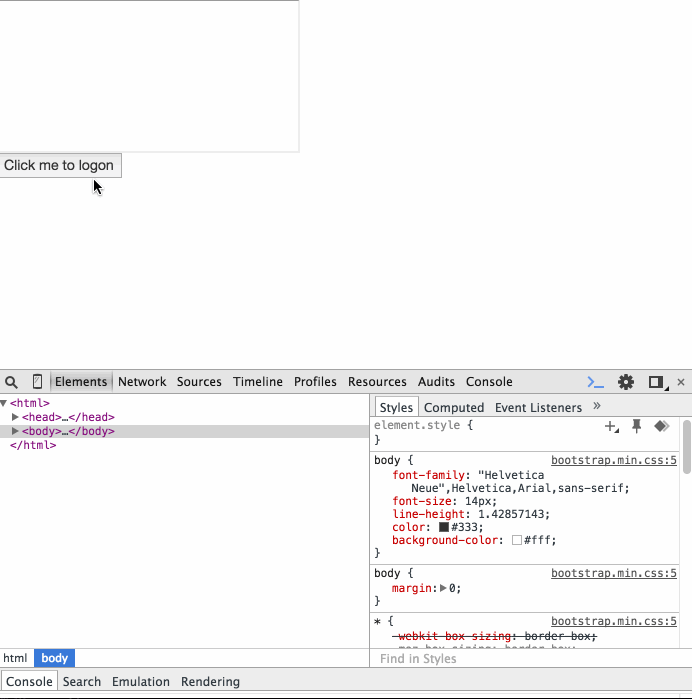 Click me to logon
Elements Network Sources Timeline Profiles Resources Audits Console
<html>
<head>…</head>
<body>…</body>
</html>
html body
Styles Computed Event Listeners »
element.style {
}
body { bootstrap.min.css:5
font-family: "Helvetica
Neue",Helvetica,Arial,sans-serif;
font-size: 14px;
line-height: 1.42857143;
color: #333;
background-color: #fff;
}
body { bootstrap.min.css:5
margin: 0;
}
* { bootstrap.min.css:5
-webkit-box-sizing: border-box;
-moz-box-sizing: border-box;
Find in Styles
Console Search Emulation Rendering